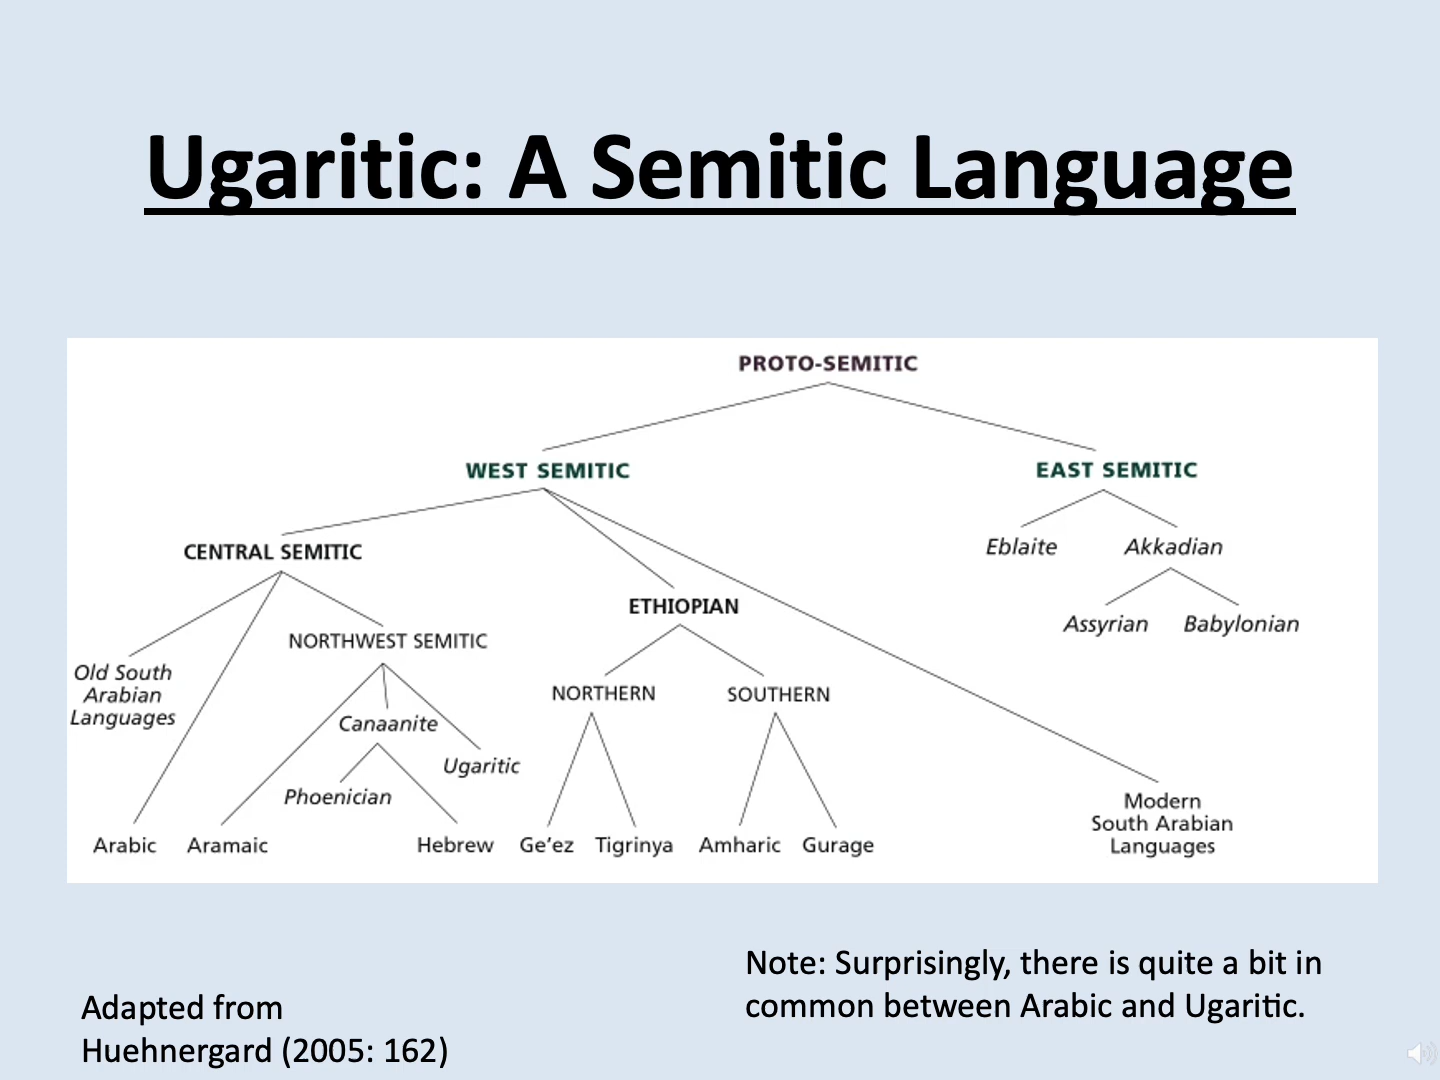 Ugaritic: A Semitic Language
PROTO-SEMITIC
WEST SEMITIC
EAST SEMITIC
CENTRAL SEMITIC
Eblaite
Akkadian
ETHIOPIAN
Assyrian
Babylonian
NORTHWEST SEMITIC
Old South
Arabian
Languages
NORTHERN
SOUTHERN
Canaanite
Ugaritic
Phoenician
Modern
South Arabian
Languages
Arabic
Aramaic
Hebrew
Ge’ez
Tigrinya
Amharic
Gurage
Note: Surprisingly, there is quite a bit in
common between Arabic and Ugaritic.
Adapted from
Huehnergard (2005: 162)